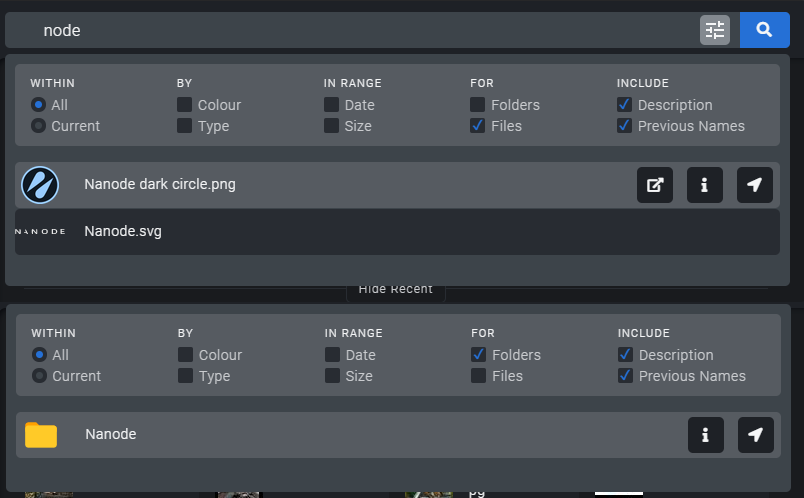 node
WITHIN BY IN RANGE FOR INCLUDE
All Colour Date Folders Description
Current Type Size Files Previous Names
Nanode dark circle.png
NANODE Nanode.svg
Hide Recent
WITHIN BY IN RANGE FOR INCLUDE
All Colour Date Folders Description
Current Type Size Files Previous Names
Nanode
pg